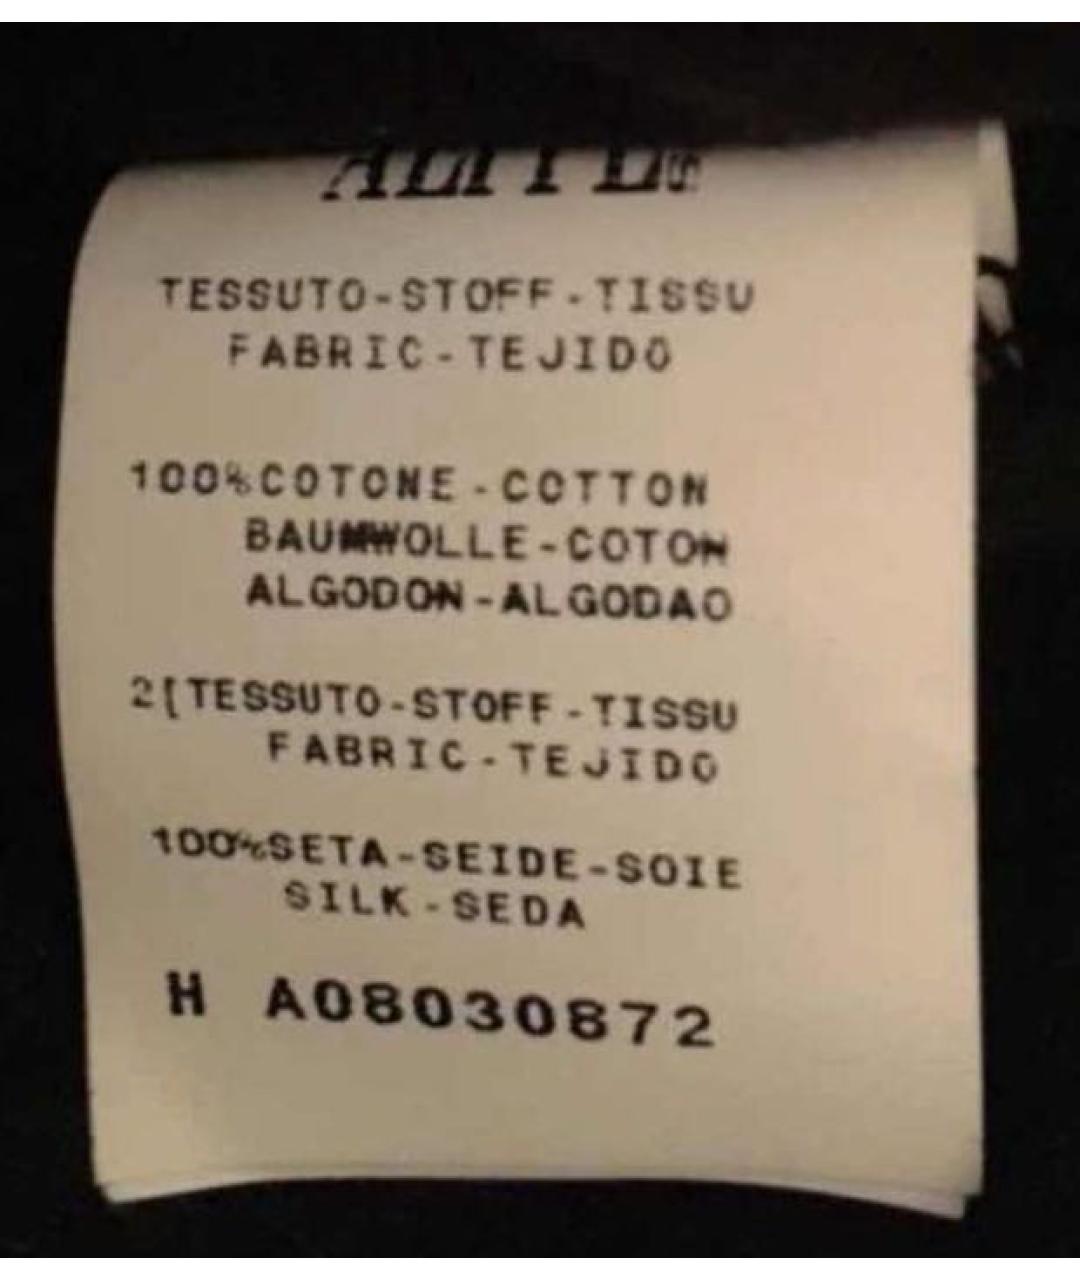 TESSUTO-STOFF-TISSU
FABRIC-TEJIDO
100%COTONE-COTTON
BAUMWOLLE-COTON
ALGODON-ALGODAO
2[TESSUTO-STOFF-TISSU
FABRIC-TEJIDO
100%SETA-SEIDE-SOIE
SILK-SEDA
H A08030872